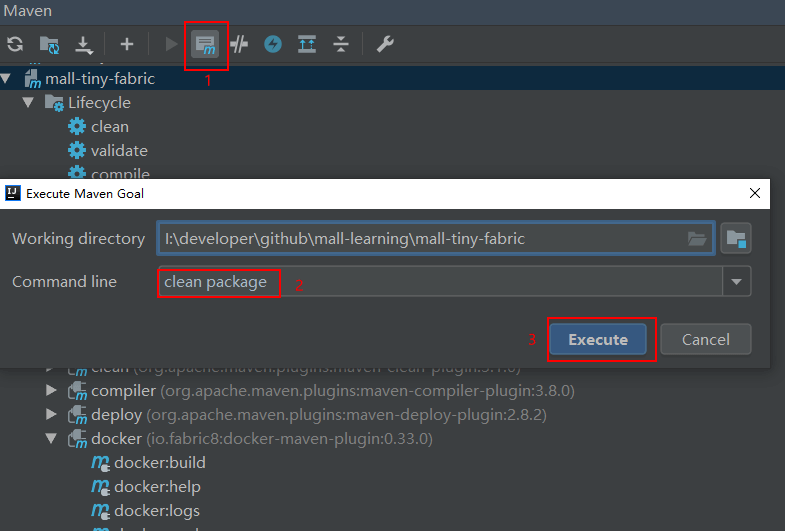 Maven
1
mall-tiny-fabric
Lifecycle
clean
validate
compile
Execute Maven Goal
Working directory I:\developer\github\mall-learning\mall-tiny-fabric
Command line clean package 2
3 Execute Cancel
clean (org.apache.maven.plugins:maven-clean-plugin:3.1.0)
compiler (org.apache.maven.plugins:maven-compiler-plugin:3.8.0)
deploy (org.apache.maven.plugins:maven-deploy-plugin:2.8.2)
docker (io.fabric8:docker-maven-plugin:0.33.0)
docker:build
docker:help
docker:logs